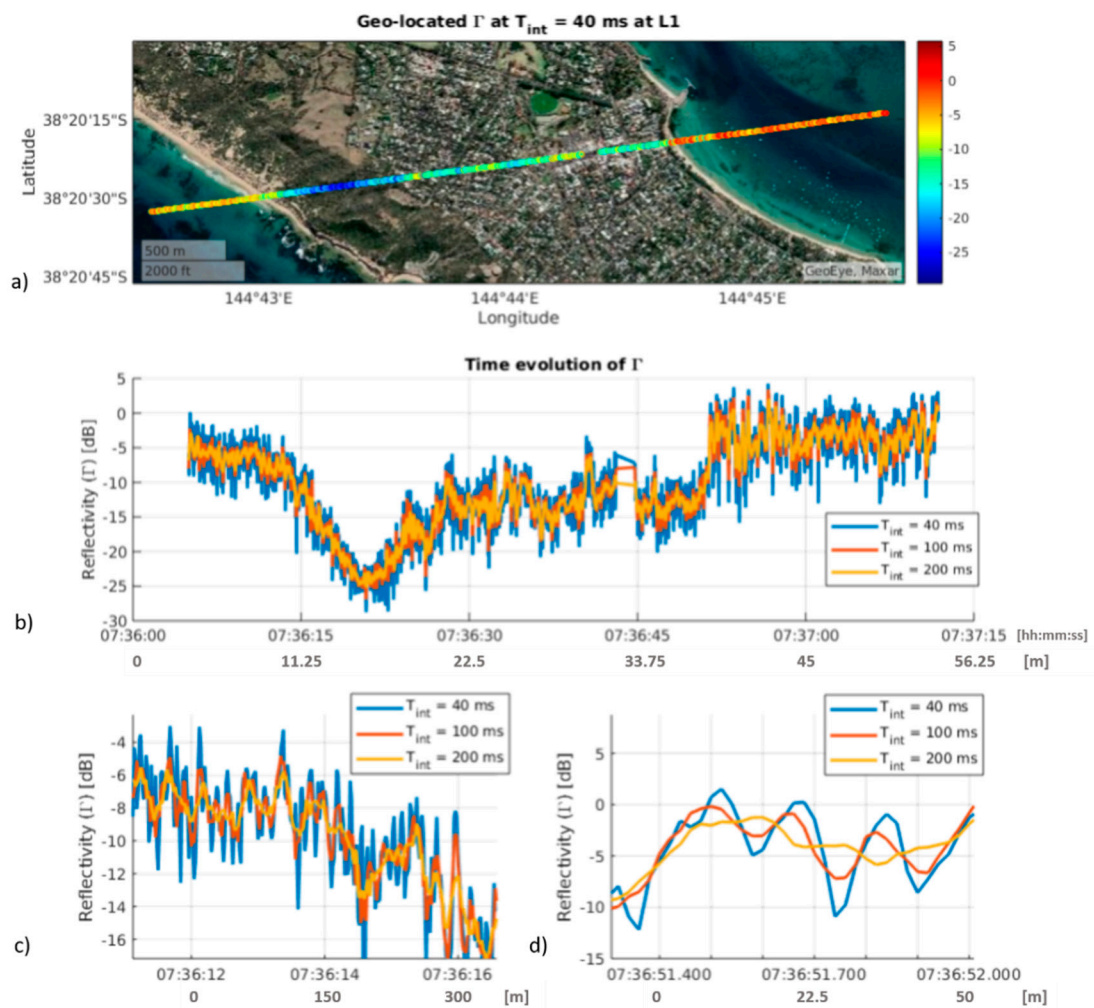 Geo-located Γ at T_int = 40 ms at L1
5
0
-5
-10
-15
-20
-25
38°20'15"S
38°20'30"S
38°20'45"S
Latitude
500 m
2000 ft
GeoEye, Maxar
144°43'E 144°44'E 144°45'E
Longitude
a)
Time evolution of Γ
5
0
-5
-10
-15
-20
-25
-30
Reflectivity (Γ) [dB]
T_int = 40 ms
T_int = 100 ms
T_int = 200 ms
b)
07:36:00 07:36:15 07:36:30 07:36:45 07:37:00 07:37:15 [hh:mm:ss]
0 11.25 22.5 33.75 45 56.25 [m]
T_int = 40 ms
T_int = 100 ms
T_int = 200 ms
-4
-6
-8
-10
-12
-14
-16
Reflectivity (Γ) [dB]
c)
07:36:12 07:36:14 07:36:16
0 150 300 [m]
T_int = 40 ms
T_int = 100 ms
T_int = 200 ms
5
0
-5
-10
-15
Reflectivity (Γ) [dB]
d)
07:36:51.400 07:36:51.700 07:36:52.000
0 22.5 50 [m]